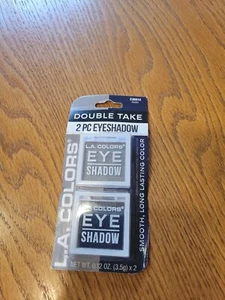 DOUBLE TAKE
2 PC EYESHADOW
L.A. COLORS®
L.A. COLORS®
EYE
SHADOW
L.A. COLORS®
EYE
SHADOW
SMOOTH, LONG LASTING COLOR
NET WT. 0.12 OZ. (3.5g) x 2